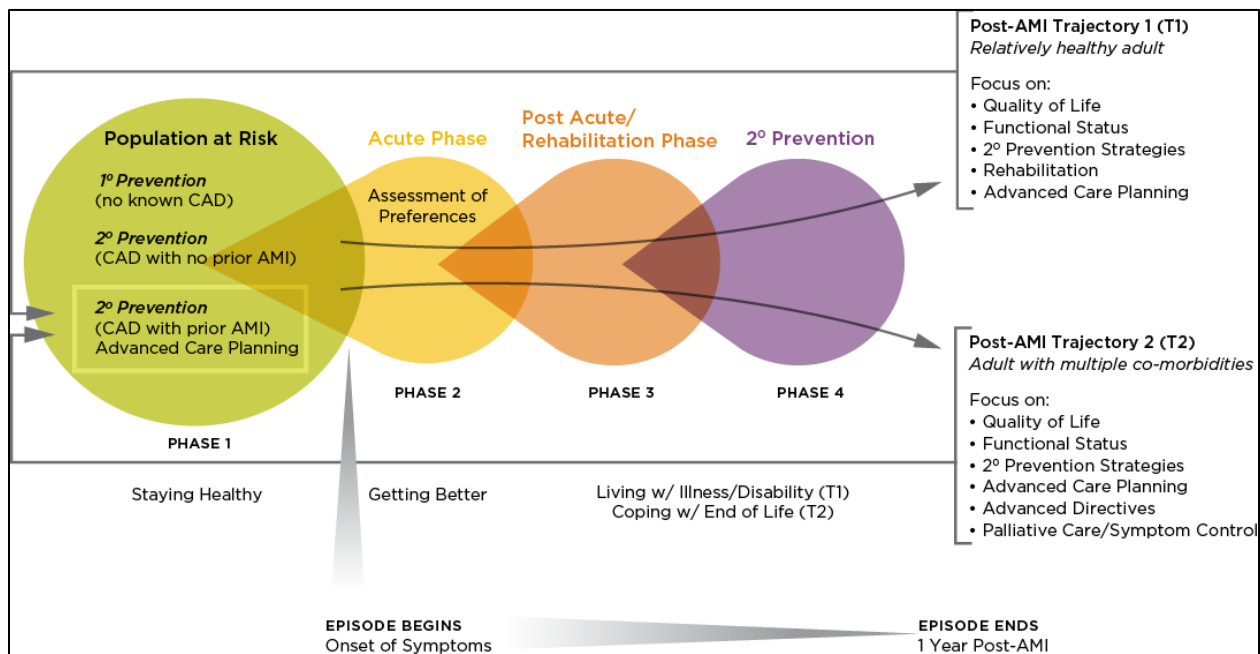 Post-AMI Trajectory 1 (T1)
Relatively healthy adult
Focus on:
• Quality of Life
• Functional Status
• 2º Prevention Strategies
• Rehabilitation
• Advanced Care Planning
Population at Risk
1º Prevention
(no known CAD)
2º Prevention
(CAD with no prior AMI)
2º Prevention
(CAD with prior AMI)
Advanced Care Planning
PHASE 1
Acute Phase
Assessment of
Preferences
PHASE 2
Post Acute/
Rehabilitation Phase
PHASE 3
2º Prevention
PHASE 4
Post-AMI Trajectory 2 (T2)
Adult with multiple co-morbidities
Focus on:
• Quality of Life
• Functional Status
• 2º Prevention Strategies
• Advanced Care Planning
• Advanced Directives
• Palliative Care/Symptom Control
Staying Healthy
Getting Better
Living w/ Illness/Disability (T1)
Coping w/ End of Life (T2)
EPISODE BEGINS
Onset of Symptoms
EPISODE ENDS
1 Year Post-AMI